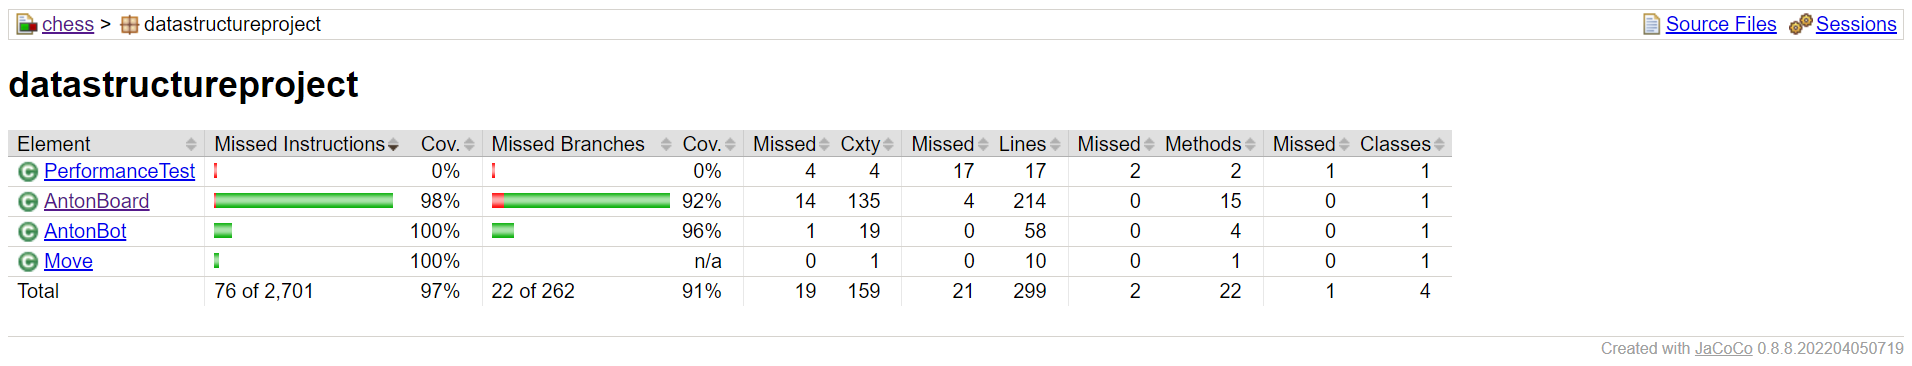 chess > datastructureproject Source Files Sessions
datastructureproject
Element Missed Instructions Cov. Missed Branches Cov. Missed Cxty Missed Lines Missed Methods Missed Classes
PerformanceTest 0% 0% 4 4 17 17 2 2 1 1
AntonBoard 98% 92% 14 135 4 214 0 15 0 1
AntonBot 100% 96% 1 19 0 58 0 4 0 1
Move 100% n/a 0 1 0 10 0 1 0 1
Total 76 of 2,701 97% 22 of 262 91% 19 159 21 299 2 22 1 4
Created with JaCoCo 0.8.8.202204050719